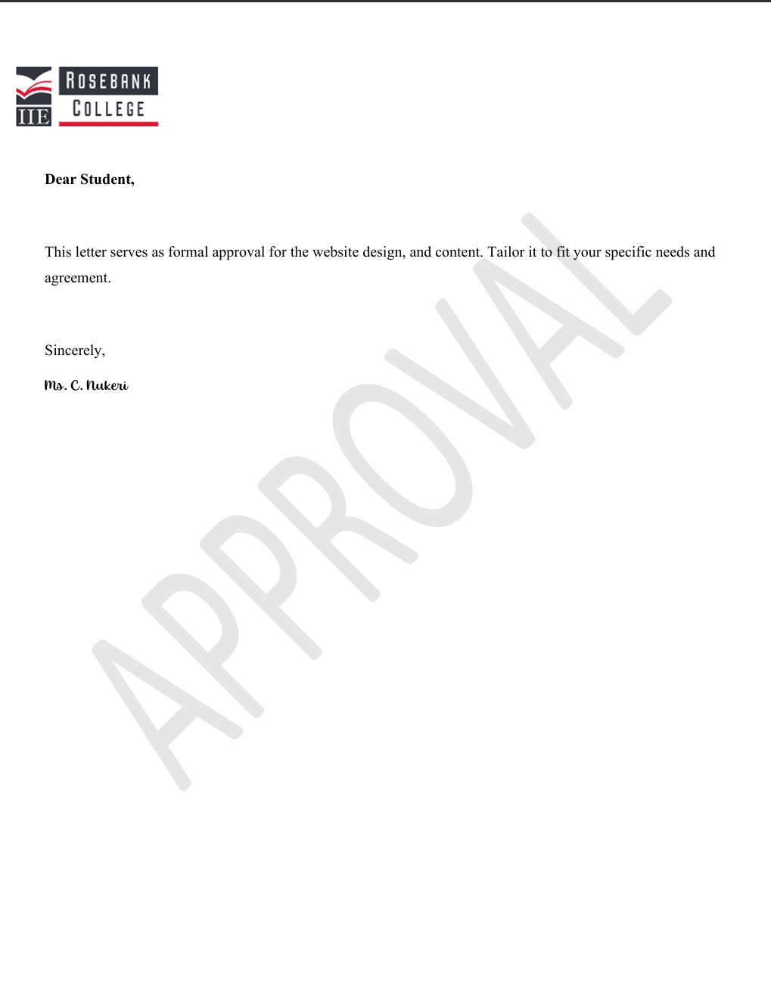 ROSEBANK
COLLEGE
IIE
Dear Student,
This letter serves as formal approval for the website design, and content. Tailor it to fit your specific needs and
agreement.
Sincerely,
Ms. C. Nukeri
APPROVAL